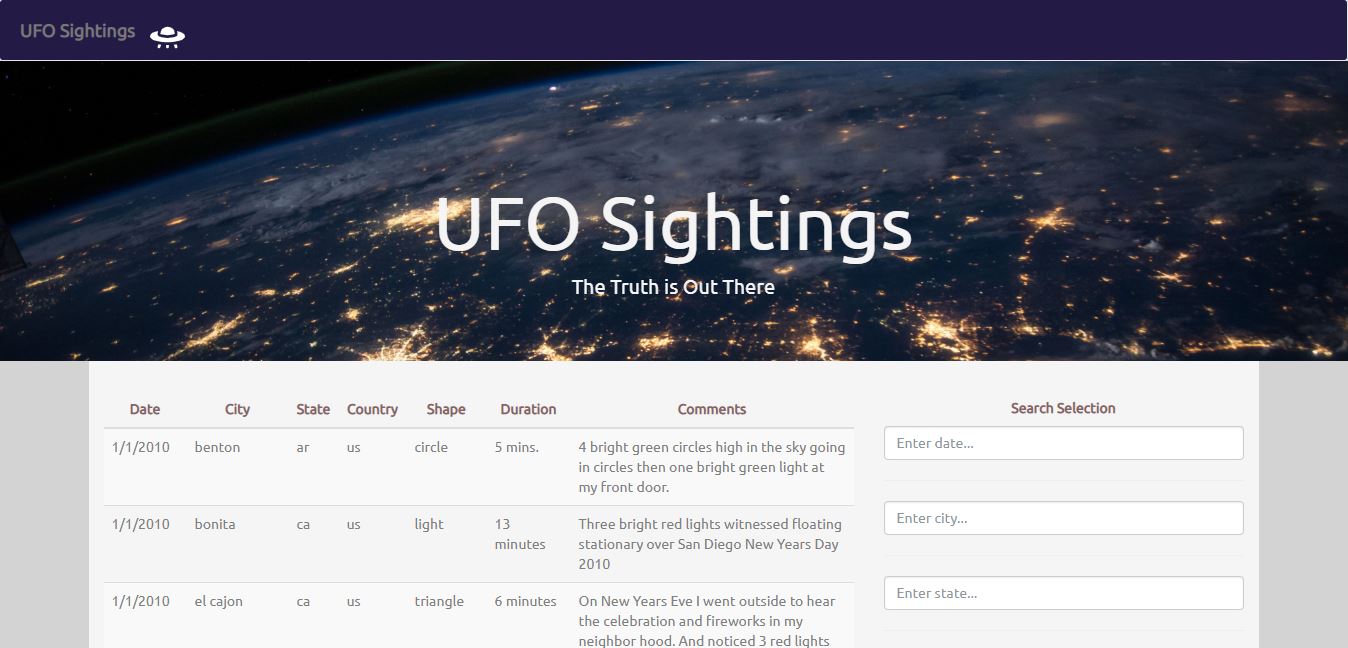 UFO Sightings
UFO Sightings
The Truth is Out There
Date City State Country Shape Duration Comments
1/1/2010 benton ar us circle 5 mins. 4 bright green circles high in the sky going
in circles then one bright green light at
my front door.
1/1/2010 bonita ca us light 13 Three bright red lights witnessed floating
minutes stationary over San Diego New Years Day
2010
1/1/2010 el cajon ca us triangle 6 minutes On New Years Eve I went outside to hear
the celebration and fireworks in my
neighbor hood. And noticed 3 red lights
Search Selection
Enter date...
Enter city...
Enter state...